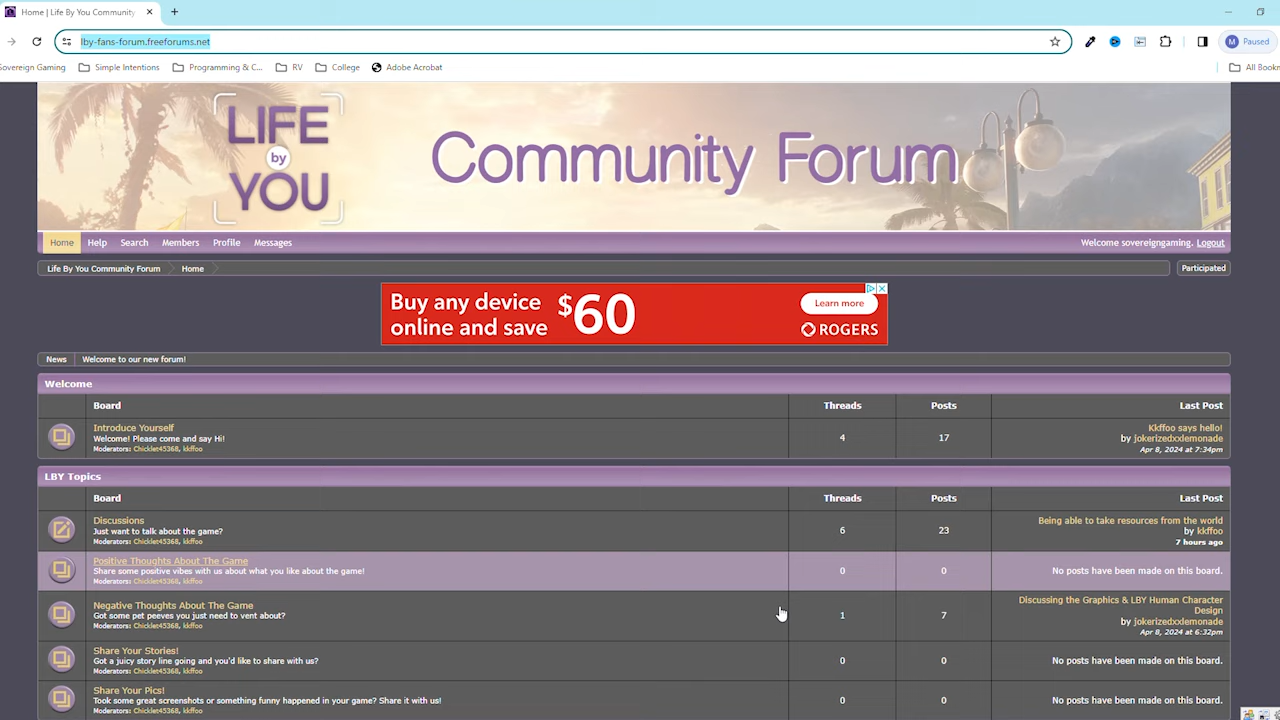 Home | Life By You Community
lby-fans-forum.freeforums.net
M Paused
Sovereign Gaming
Simple Intentions
Programming & C...
RV
College
Adobe Acrobat
All Bookn
LIFE
by
YOU
Community Forum
Home Help Search Members Profile Messages
Welcome sovereigngaming. Logout
Life By You Community Forum Home
Participated
Buy any device
online and save
$60
Learn more
ROGERS
News Welcome to our new forum!
Welcome
Board Threads Posts Last Post
Introduce Yourself
Welcome! Please come and say Hi!
Moderators: Chicklet45368, kkffoo
4 17
Kkffoo says hello!
by jokerizedxxlemonade
Apr 8, 2024 at 7:34pm
LBY Topics
Board Threads Posts Last Post
Discussions
Just want to talk about the game?
Moderators: Chicklet45368, kkffoo
6 23
Being able to take resources from the world
by kkffoo
7 hours ago
Positive Thoughts About The Game
Share some positive vibes with us about what you like about the game!
Moderators: Chicklet45368, kkffoo
0 0
No posts have been made on this board.
Negative Thoughts About The Game
Got some pet peeves you just need to vent about?
Moderators: Chicklet45368, kkffoo
1 7
Discussing the Graphics & LBY Human Character
Design
by jokerizedxxlemonade
Apr 8, 2024 at 6:32pm
Share Your Stories!
Got a juicy story line going and you'd like to share with us?
Moderators: Chicklet45368, kkffoo
0 0
No posts have been made on this board.
Share Your Pics!
Took some great screenshots or something funny happened in your game? Share it with us!
Moderators: Chicklet45368, kkffoo
0 0
No posts have been made on this board.